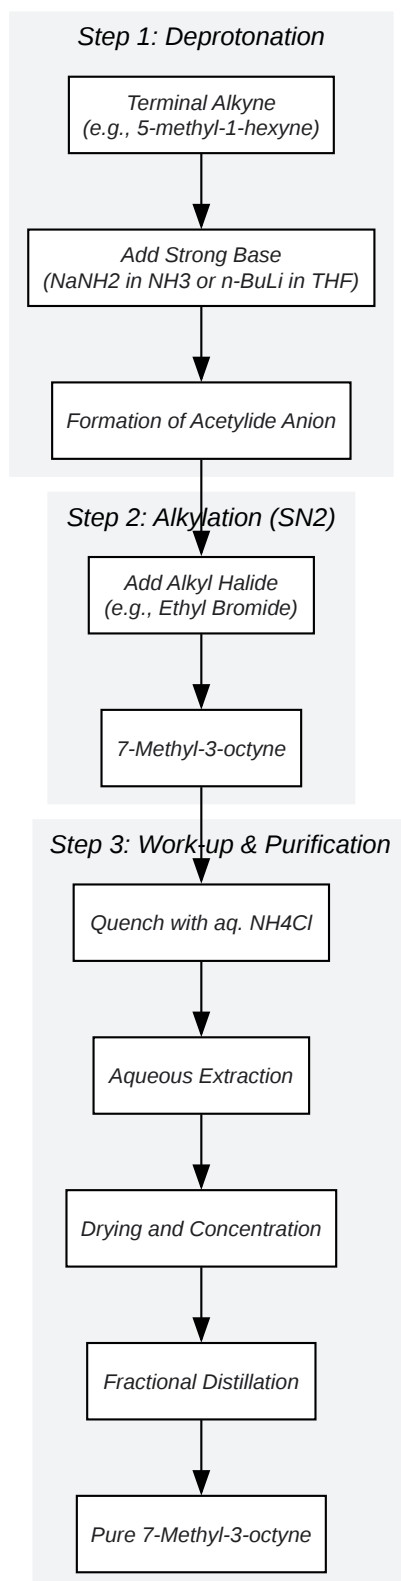 Step 1: Deprotonation
Terminal Alkyne
(e.g., 5-methyl-1-hexyne)
Add Strong Base
(NaNH2 in NH3 or n-BuLi in THF)
Formation of Acetylide Anion
Step 2: Alkylation (SN2)
Add Alkyl Halide
(e.g., Ethyl Bromide)
7-Methyl-3-octyne
Step 3: Work-up & Purification
Quench with aq. NH4Cl
Aqueous Extraction
Drying and Concentration
Fractional Distillation
Pure 7-Methyl-3-octyne